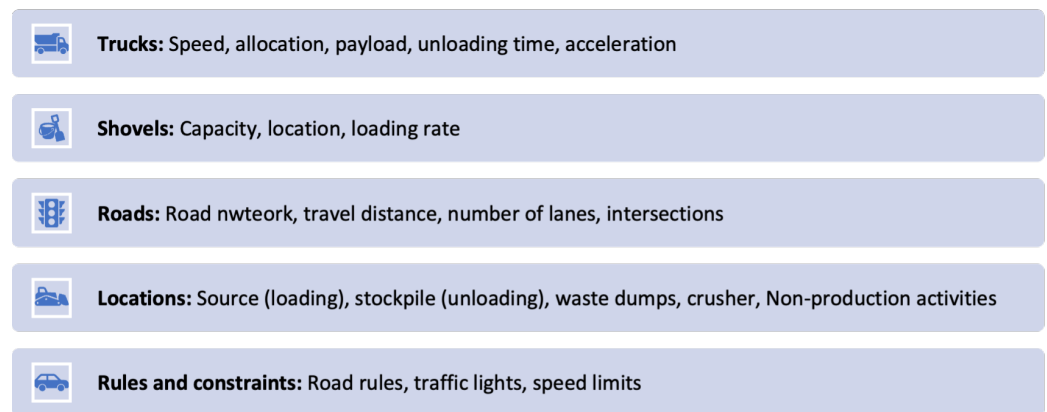 Trucks: Speed, allocation, payload, unloading time, acceleration
Shovels: Capacity, location, loading rate
Roads: Road nwteork, travel distance, number of lanes, intersections
Locations: Source (loading), stockpile (unloading), waste dumps, crusher, Non-production activities
Rules and constraints: Road rules, traffic lights, speed limits